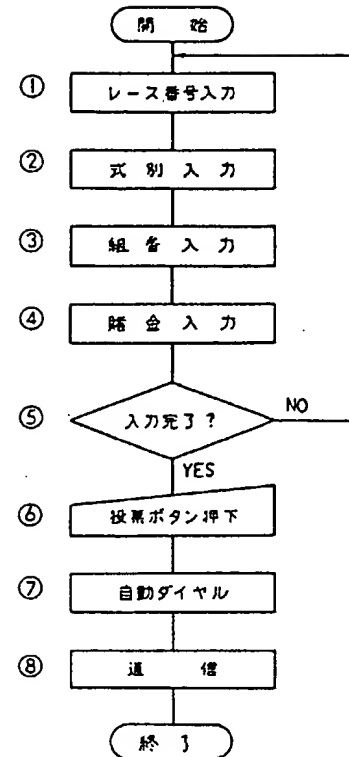 開 始
① レース番号入力
② 式 別 入 力
③ 組 番 入 力
④ 賭 金 入 力
⑤ 入力完了? NO
YES
⑥ 投票ボタン押下
⑦ 自動ダイヤル
⑧ 通 信
終 了